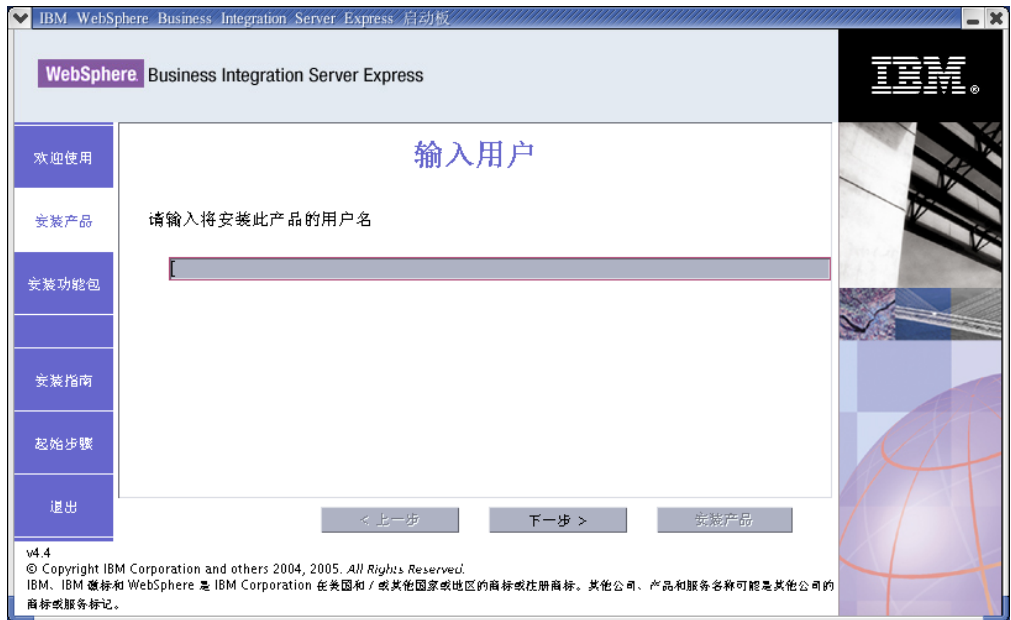 IBM WebSphere Business Integration Server Express 启动板
WebSphere. Business Integration Server Express
IBM®
欢迎使用
安装产品
安装功能包
安装指南
起始步骤
退出
输入用户
请输入将安装此产品的用户名
< 上一步
下一步 >
安装产品
v4.4
© Copyright IBM Corporation and others 2004, 2005. All Rights Reserved.
IBM、IBM 徽标和 WebSphere 是 IBM Corporation 在美国和 / 或其他国家或地区的商标或注册商标。其他公司、产品和服务名称可能是其他公司的
商标或服务标记。